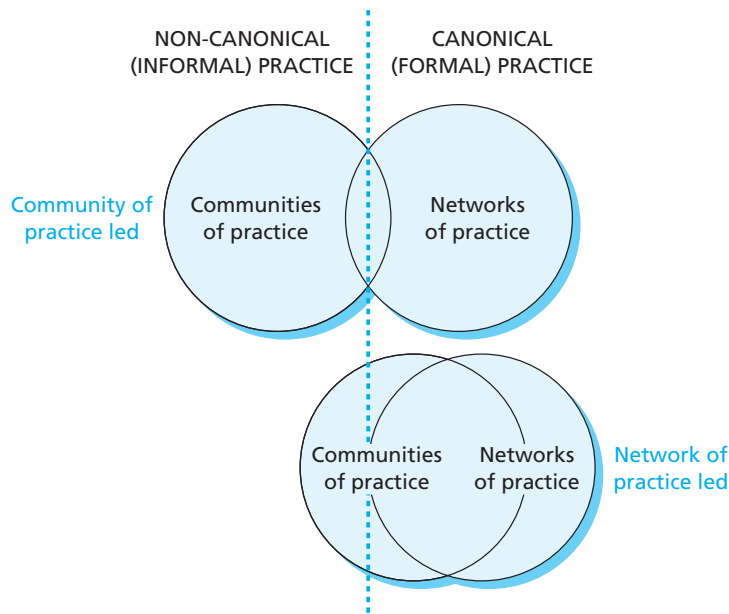 NON-CANONICAL
(INFORMAL) PRACTICE
CANONICAL
(FORMAL) PRACTICE
Community of
practice led
Communities
of practice
Networks
of practice
Communities
of practice
Networks
of practice
Network of
practice led